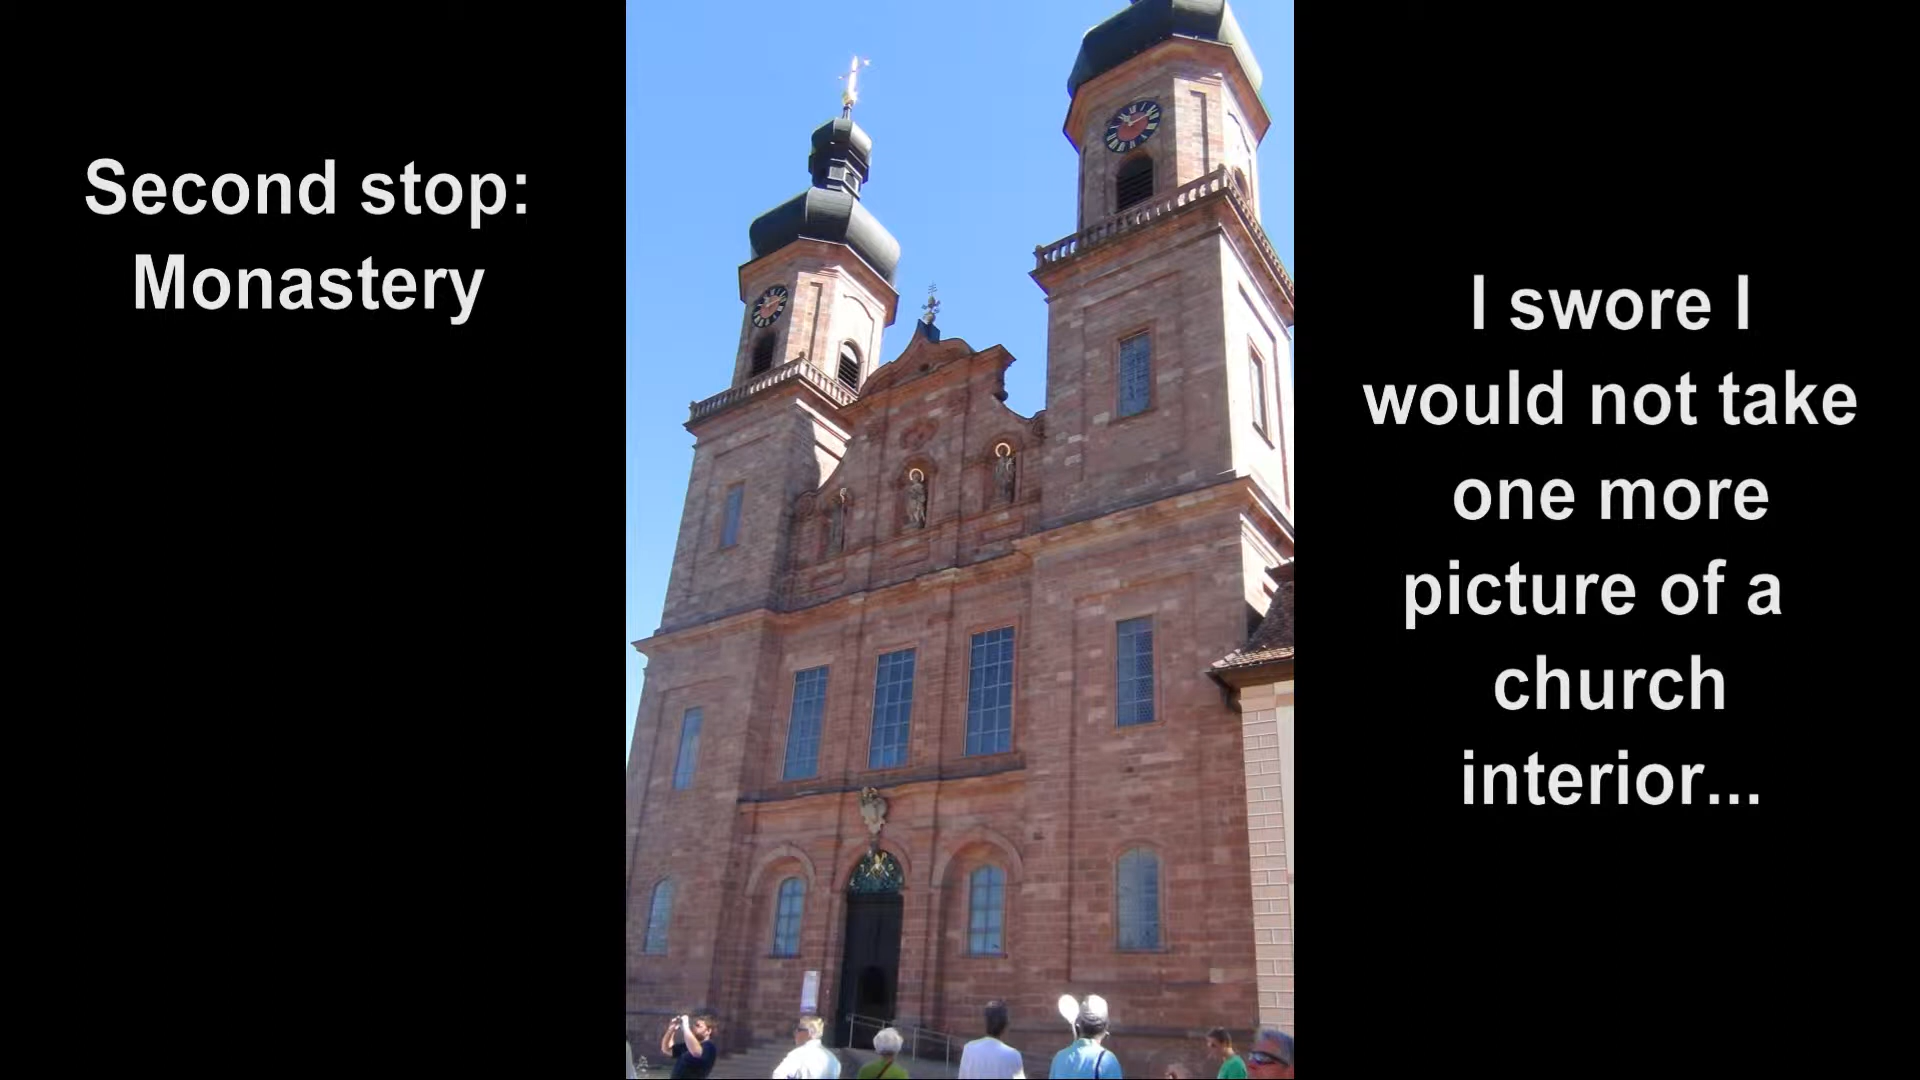 Second stop:
Monastery
I swore I
would not take
one more
picture of a
church
interior...